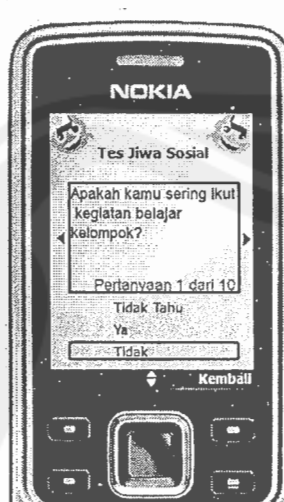 NOKIA
Tes Jiwa Sosial
Apakah kamu sering ikut
kegiatan belajar
kelompok?
Pertanyaan 1 dari 10
Tidak Tahu
Ya
Tidak
Kembali